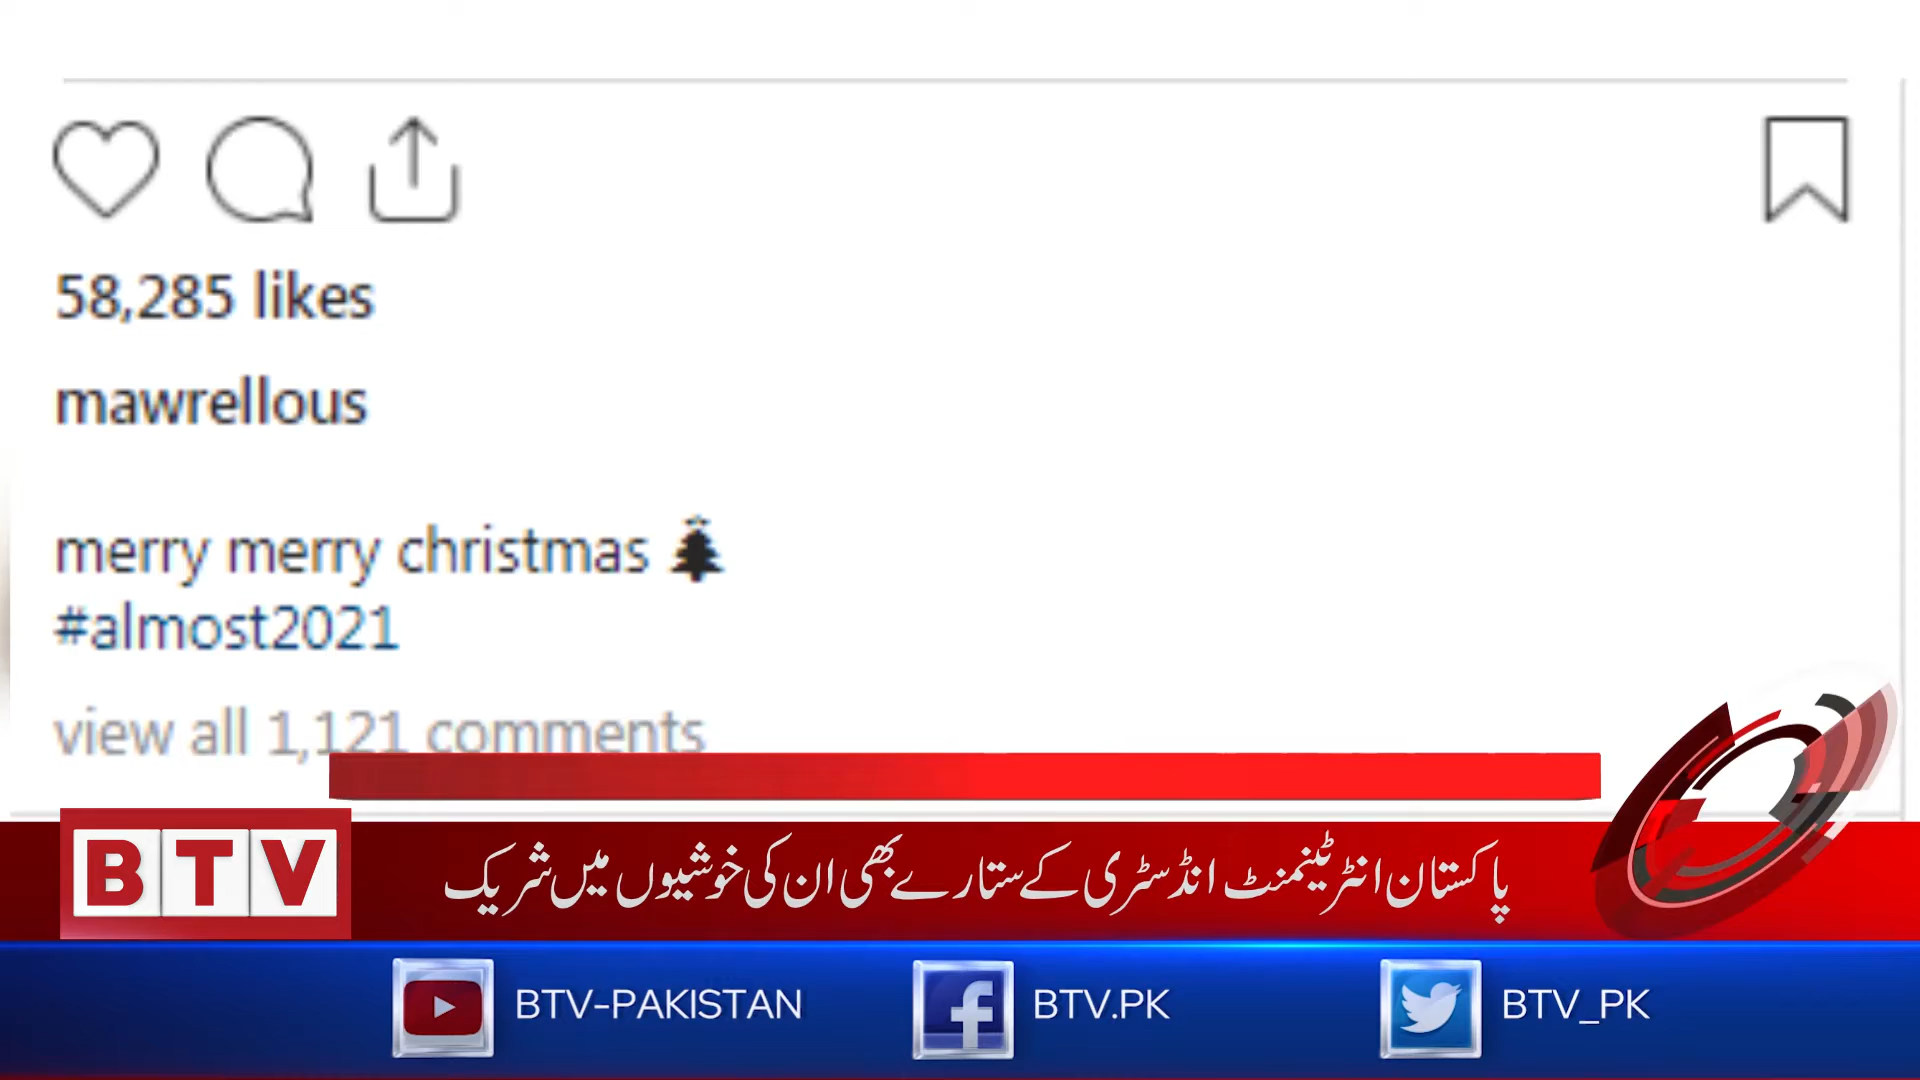 58,285 likes
mawrellous
merry merry christmas 🎄
#almost2021
view all 1,121 comments
BTV
پاکستان انٹرٹینمنٹ انڈسٹری کے ستارے بھی ان کی خوشیوں میں شریک
BTV-PAKISTAN
BTV.PK
BTV_PK